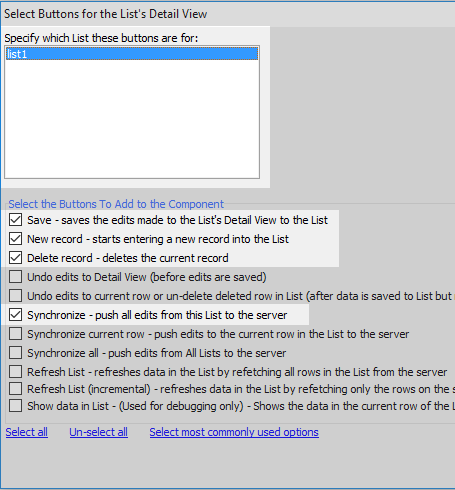 Select Buttons for the List's Detail View
Specify which List these buttons are for:
list1
Select the Buttons To Add to the Component
Save - saves the edits made to the List's Detail View to the List
New record - starts entering a new record into the List
Delete record - deletes the current record
Undo edits to Detail View (before edits are saved)
Undo edits to current row or un-delete deleted row in List (after data is saved to List but
Synchronize - push all edits from this List to the server
Synchronize current row - push edits to the current row in the List to the server
Synchronize all - push edits from All Lists to the server
Refresh List - refreshes data in the List by refetching all rows in the List from the server
Refresh List (incremental) - refreshes data in the List by refetching only the rows on the s
Show data in List - (Used for debugging only) - Shows the data in the current row of the L
Select all Un-select all Select most commonly used options